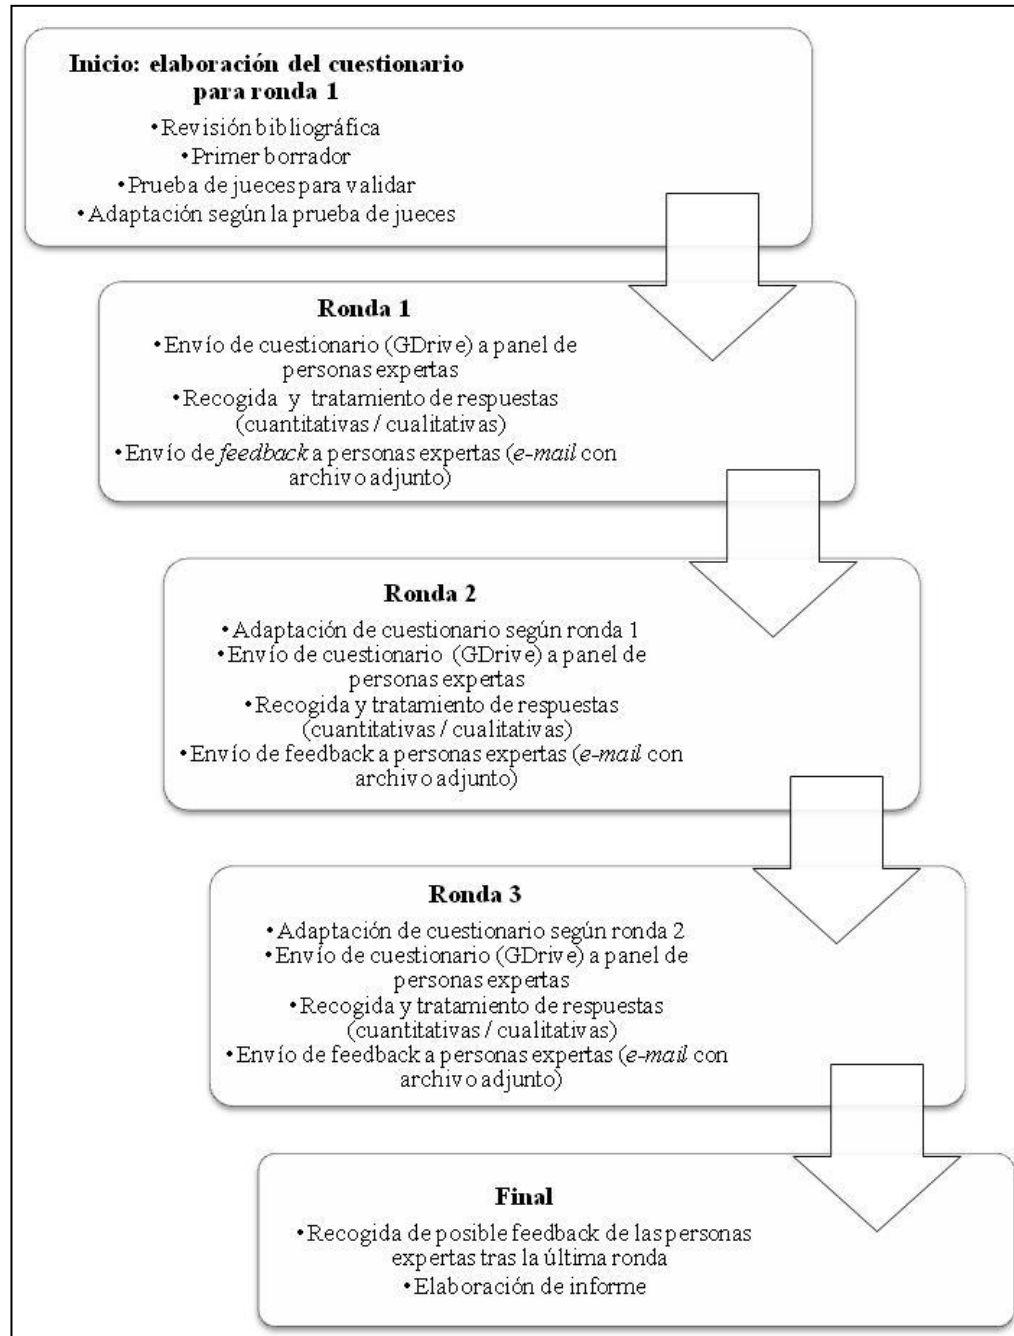 Inicio: elaboración del cuestionario
para ronda 1
•Revisión bibliográfica
•Primer borrador
•Prueba de jueces para validar
•Adaptación según la prueba de jueces
Ronda 1
•Envío de cuestionario (GDrive) a panel de
personas expertas
•Recogida y tratamiento de respuestas
(cuantitativas / cualitativas)
•Envío de feedback a personas expertas (e-mail con
archivo adjunto)
Ronda 2
•Adaptación de cuestionario según ronda 1
•Envío de cuestionario (GDrive) a panel de
personas expertas
•Recogida y tratamiento de respuestas
(cuantitativas / cualitativas)
•Envío de feedback a personas expertas (e-mail con
archivo adjunto)
Ronda 3
•Adaptación de cuestionario según ronda 2
•Envío de cuestionario (GDrive) a panel de
personas expertas
•Recogida y tratamiento de respuestas
(cuantitativas / cualitativas)
•Envío de feedback a personas expertas (e-mail con
archivo adjunto)
Final
•Recogida de posible feedback de las personas
expertas tras la última ronda
•Elaboración de informe